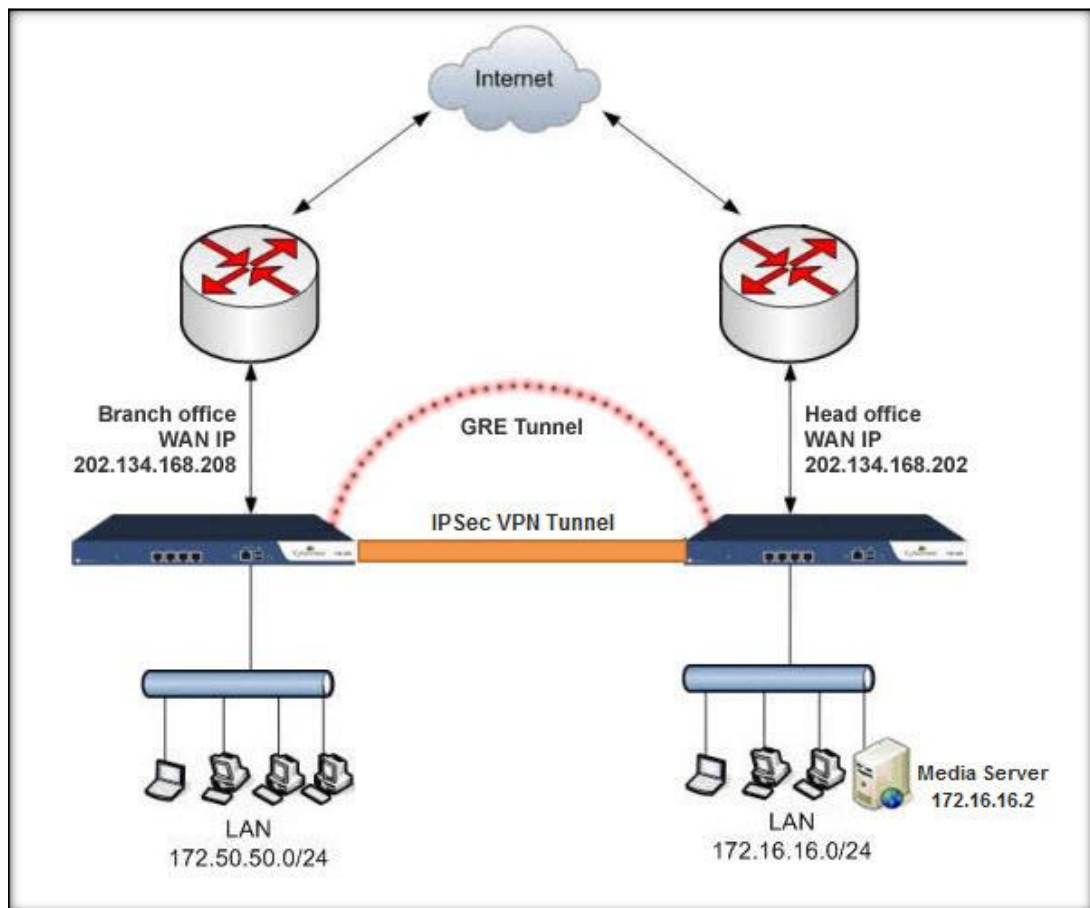 Internet
Branch office
WAN IP
202.134.168.208
GRE Tunnel
Head office
WAN IP
202.134.168.202
IPSec VPN Tunnel
LAN
172.50.50.0/24
LAN
172.16.16.0/24
Media Server
172.16.16.2